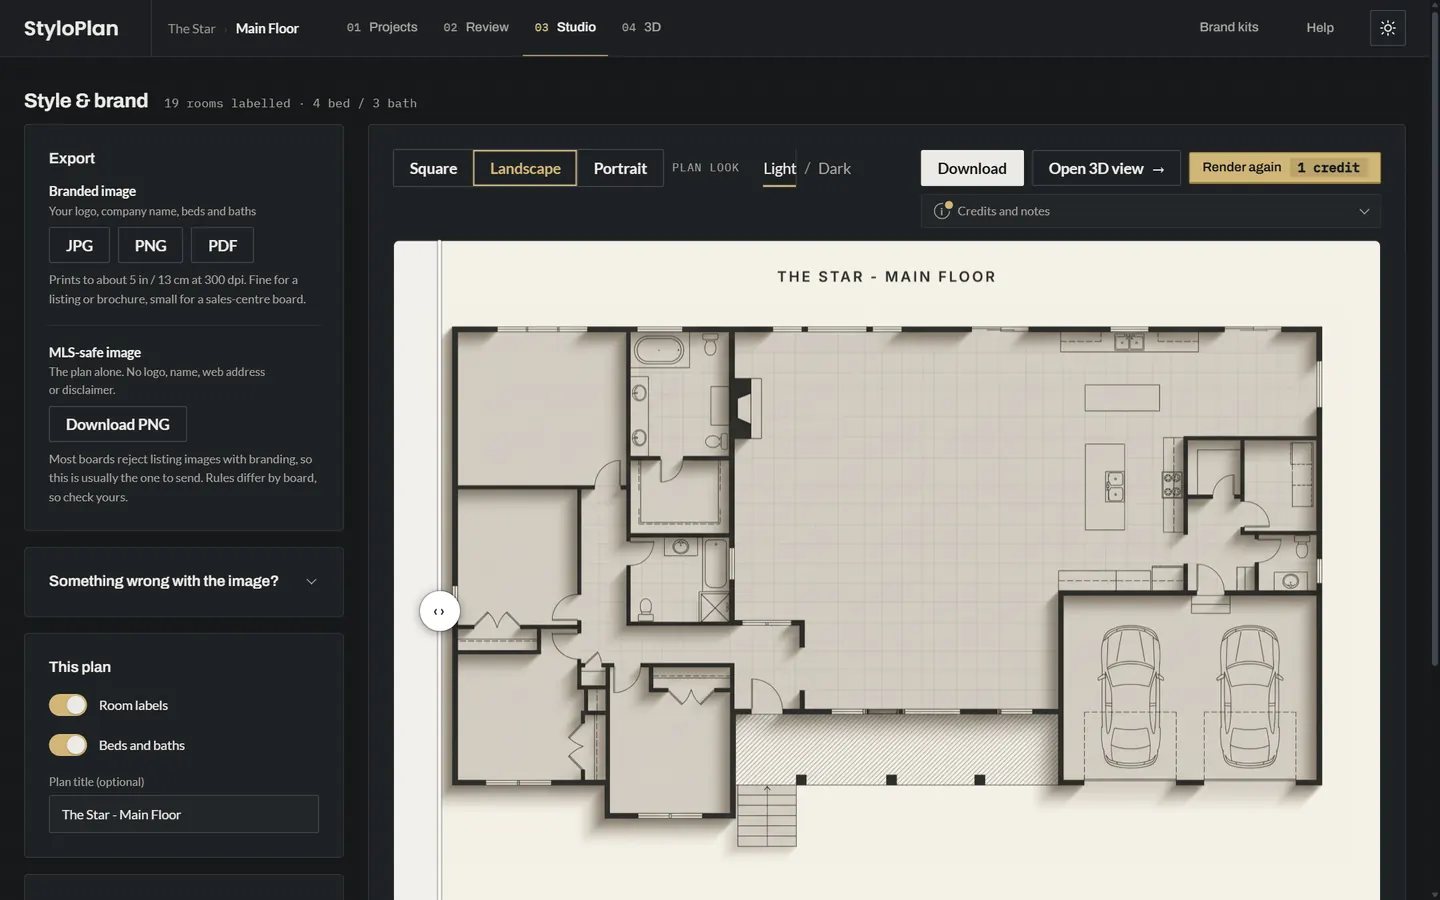 StyloPlan
The Star › Main Floor
01 Projects
02 Review
03 Studio
04 3D
Brand kits
Help
Style & brand
19 rooms labelled · 4 bed / 3 bath
Export
Branded image
Your logo, company name, beds and baths
JPG
PNG
PDF
Prints to about 5 in / 13 cm at 300 dpi. Fine for a
listing or brochure, small for a sales-centre board.
MLS-safe image
The plan alone. No logo, name, web address
or disclaimer.
Download PNG
Most boards reject listing images with branding, so
this is usually the one to send. Rules differ by board,
so check yours.
Something wrong with the image?
This plan
Room labels
Beds and baths
Plan title (optional)
The Star - Main Floor
Square
Landscape
Portrait
PLAN LOOK
Light / Dark
Download
Open 3D view →
Render again 1 credit
Credits and notes
THE STAR - MAIN FLOOR